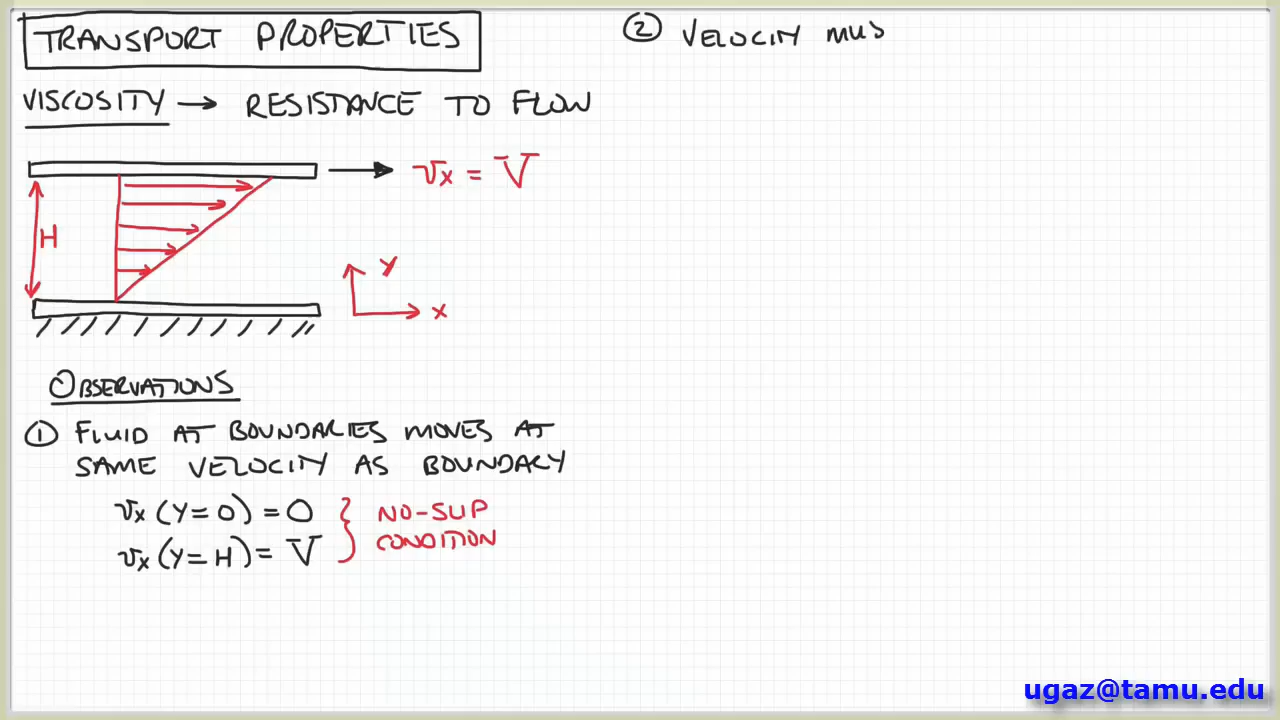 TRANSPORT PROPERTIES
VISCOSITY → RESISTANCE TO FLOW
vx = V
H
y
x
OBSERVATIONS
① FLUID AT BOUNDARIES MOVES AT
SAME VELOCITY AS BOUNDARY
vx (y = 0) = 0
vx (y = H) = V
NO-SLIP
CONDITION
② VELOCITY MUS
ugaz@tamu.edu